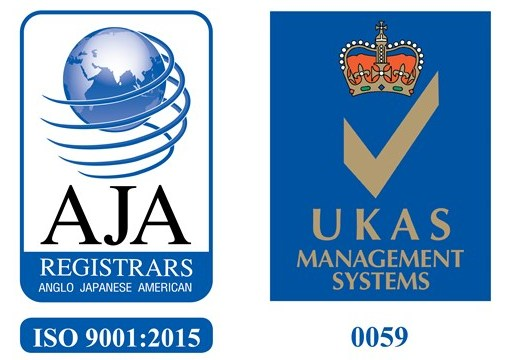 AJA
REGISTRARS
ANGLO JAPANESE AMERICAN
ISO 9001:2015
UKAS
MANAGEMENT
SYSTEMS
0059